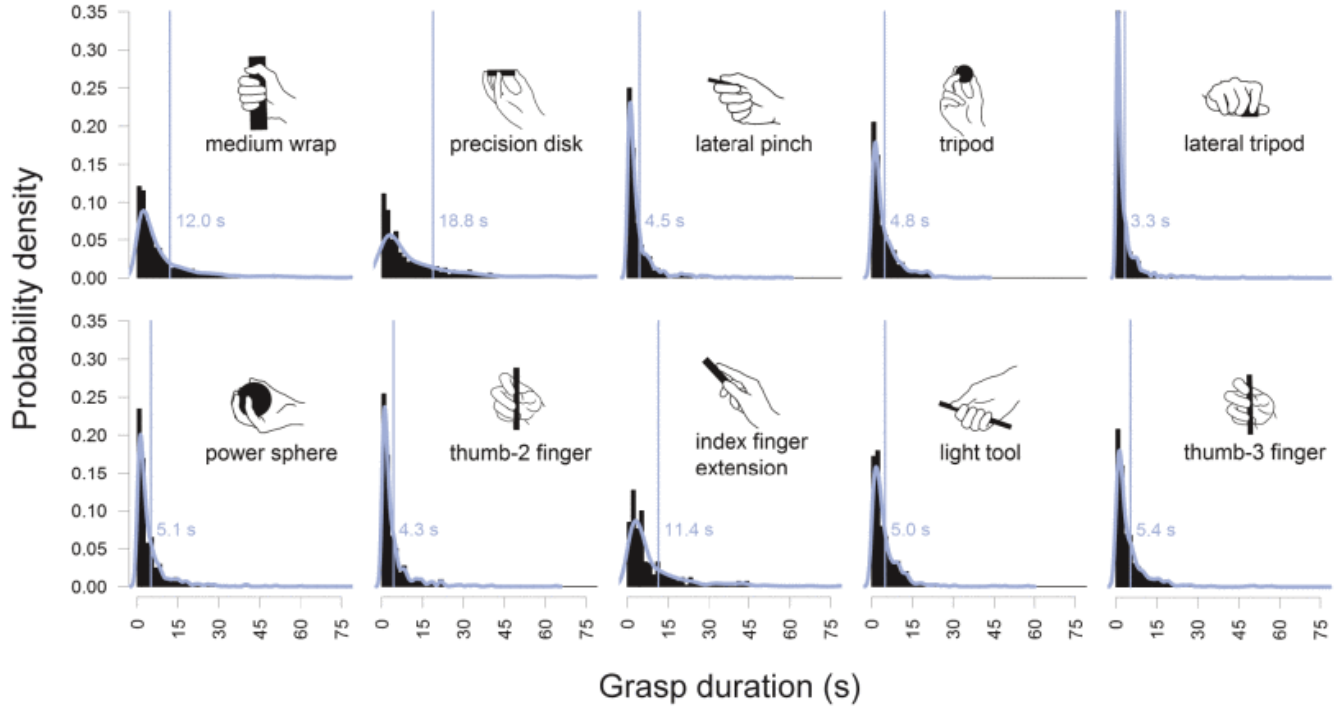 Probability density
0.35
0.30
0.25
0.20
0.15
0.10
0.05
0.00
medium wrap
12.0 s
precision disk
18.8 s
lateral pinch
4.5 s
tripod
4.8 s
lateral tripod
3.3 s
0.35
0.30
0.25
0.20
0.15
0.10
0.05
0.00
power sphere
5.1 s
thumb-2 finger
4.3 s
index finger
extension
11.4 s
light tool
5.0 s
thumb-3 finger
5.4 s
0 15 30 45 60 75
0 15 30 45 60 75
0 15 30 45 60 75
0 15 30 45 60 75
0 15 30 45 60 75
Grasp duration (s)